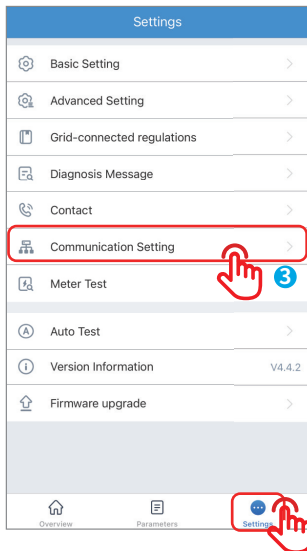 Settings
Basic Setting
Advanced Setting
Grid-connected regulations
Diagnosis Message
Contact
Communication Setting
3
Meter Test
A Auto Test
Version Information V4.4.2
Firmware upgrade
Overview Parameters Settings